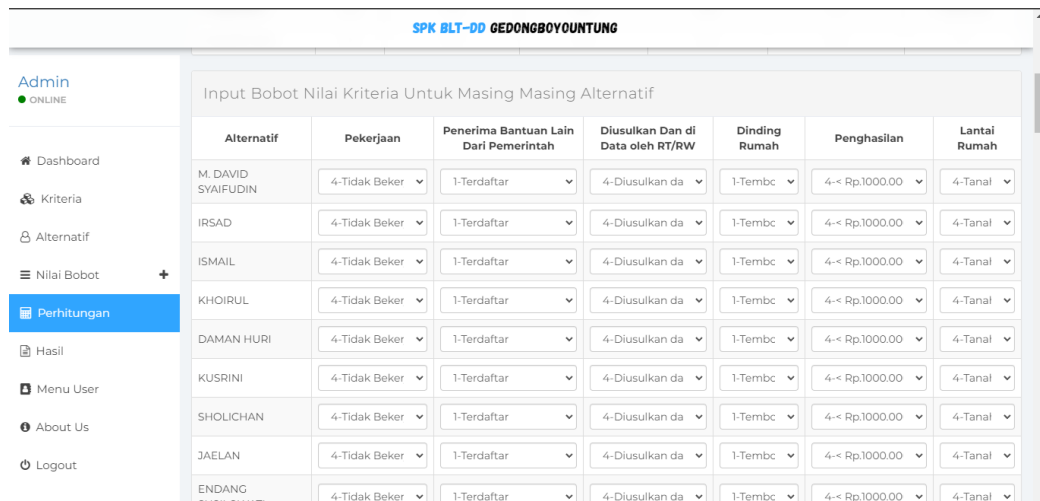 SPK BLT-DD GEDONGBOYOUNTUNG
Admin
ONLINE
Dashboard
Kriteria
Alternatif
Nilai Bobot +
Perhitungan
Hasil
Menu User
About Us
Logout
Input Bobot Nilai Kriteria Untuk Masing Masing Alternatif
Alternatif Pekerjaan Penerima Bantuan Lain Dari Pemerintah Diusulkan Dan di Data oleh RT/RW Dinding Rumah Penghasilan Lantai Rumah
M. DAVID SYAIFUDIN 4-Tidak Beker 1-Terdaftar 4-Diusulkan da 1-Tembc 4-< Rp.1000.00 4-Tanal
IRSAD 4-Tidak Beker 1-Terdaftar 4-Diusulkan da 1-Tembc 4-< Rp.1000.00 4-Tanal
ISMAIL 4-Tidak Beker 1-Terdaftar 4-Diusulkan da 1-Tembc 4-< Rp.1000.00 4-Tanal
KHOIRUL 4-Tidak Beker 1-Terdaftar 4-Diusulkan da 1-Tembc 4-< Rp.1000.00 4-Tanal
DAMAN HURI 4-Tidak Beker 1-Terdaftar 4-Diusulkan da 1-Tembc 4-< Rp.1000.00 4-Tanal
KUSRINI 4-Tidak Beker 1-Terdaftar 4-Diusulkan da 1-Tembc 4-< Rp.1000.00 4-Tanal
SHOLICHAN 4-Tidak Beker 1-Terdaftar 4-Diusulkan da 1-Tembc 4-< Rp.1000.00 4-Tanal
JAELAN 4-Tidak Beker 1-Terdaftar 4-Diusulkan da 1-Tembc 4-< Rp.1000.00 4-Tanal
ENDANG 4-Tidak Beker 1-Terdaftar 4-Diusulkan da 1-Tembc 4-< Rp.1000.00 4-Tanal